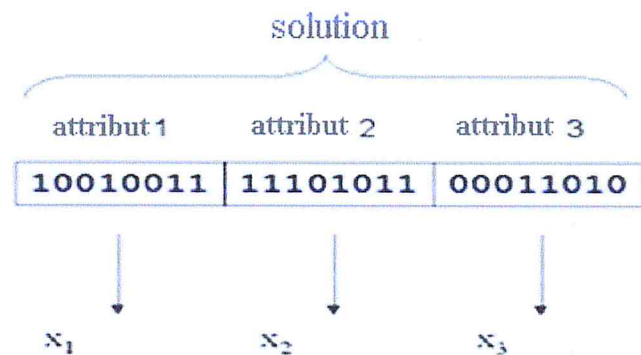 solution
attribut 1 attribut 2 attribut 3
10010011 11101011 00011010
x₁ x₂ x₃